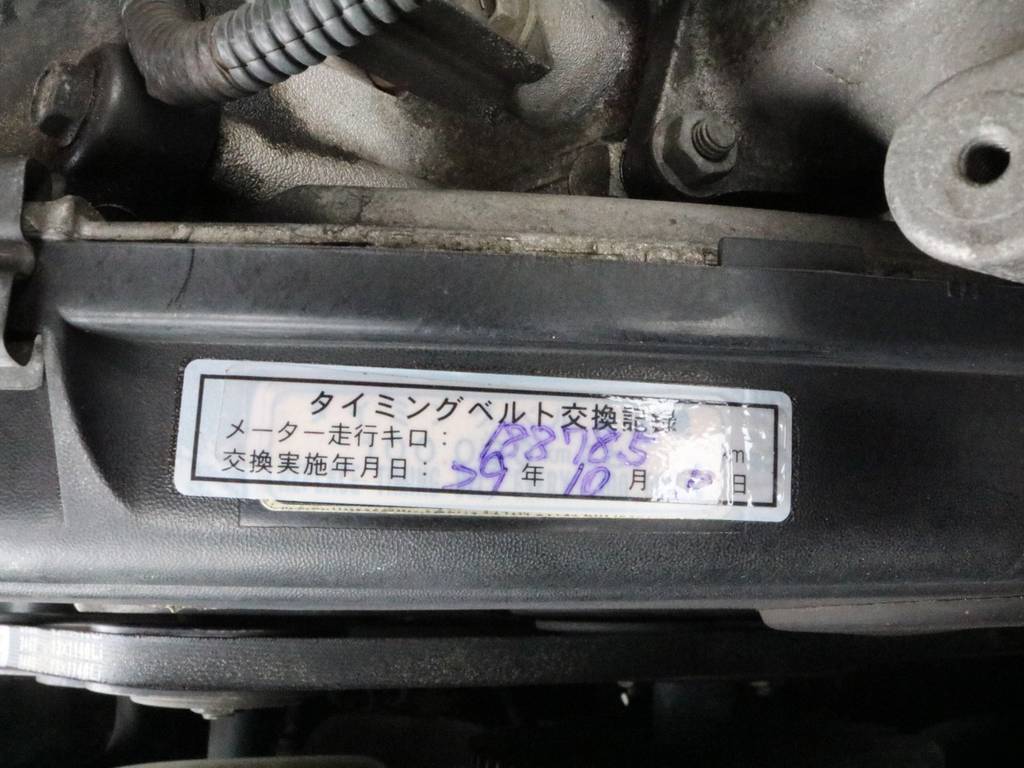 タイミングベルト交換記録
メーター走行キロ： 188785 km
交換実施年月日： 29 年 10 月 日